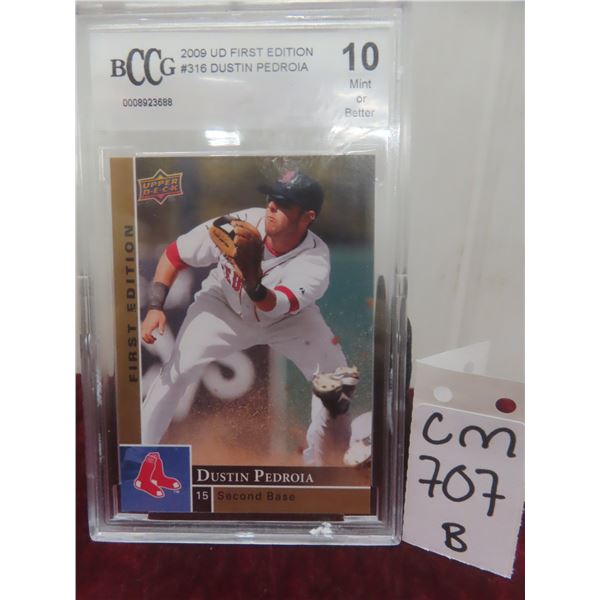 BCCG
2009 UD FIRST EDITION
#316 DUSTIN PEDROIA
0008923688
10
Mint
or
Better
UPPER
D·E·C·K
FIRST EDITION
DUSTIN PEDROIA
15 Second Base
CM
707
B